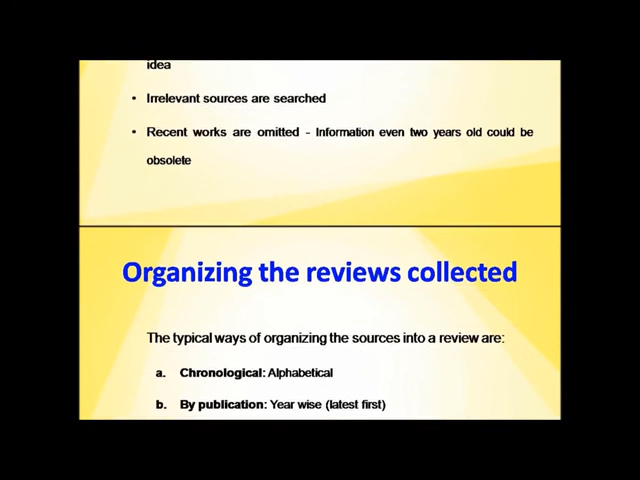 idea
• Irrelevant sources are searched
• Recent works are omitted - Information even two years old could be
obsolete
Organizing the reviews collected
The typical ways of organizing the sources into a review are:
a. Chronological: Alphabetical
b. By publication: Year wise (latest first)